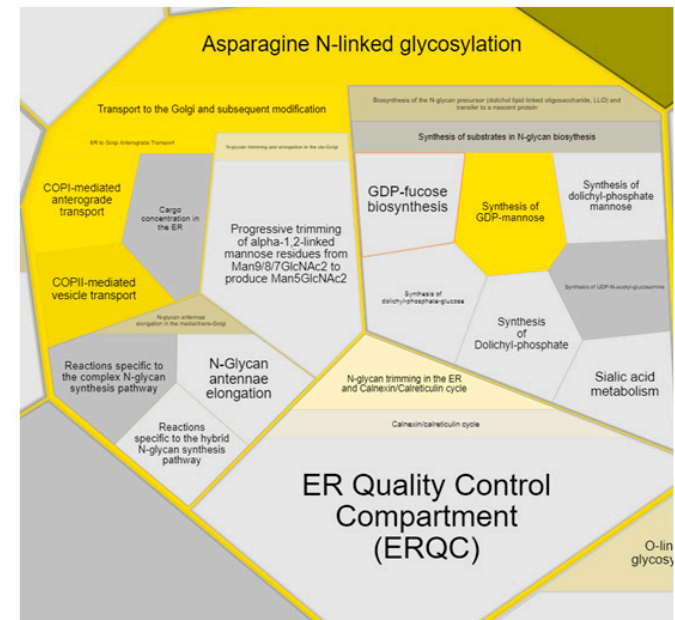 Asparagine N-linked glycosylation
Transport to the Golgi and subsequent modification
Biosynthesis of the N-glycan precursor (dolichol lipid-linked oligosaccharide, LLO) and
transfer to a nascent protein
ER to Golgi Anterograde Transport
N-glycan trimming and elongation in the cis-Golgi
Synthesis of substrates in N-glycan biosythesis
COPI-mediated
anterograde
transport
Cargo
concentration in
the ER
Progressive trimming
of alpha-1,2-linked
mannose residues from
Man9/8/7GlcNAc2 to
produce Man5GlcNAc2
GDP-fucose
biosynthesis
Synthesis of
GDP-mannose
Synthesis of
dolichyl-phosphate
mannose
COPII-mediated
vesicle transport
Synthesis of
dolichyl-phosphate-glucose
Synthesis of UDP-N-acetyl-glucosamine
N-glycan antennae
elongation in the medial/trans-Golgi
Synthesis
of
Dolichyl-phosphate
Reactions specific to
the complex N-glycan
synthesis pathway
N-Glycan
antennae
elongation
Sialic acid
metabolism
Reactions
specific to the hybrid
N-glycan synthesis
pathway
N-glycan trimming in the ER
and Calnexin/Calreticulin cycle
Calnexin/calreticulin cycle
ER Quality Control
Compartment
(ERQC)
O-lin
glycosy